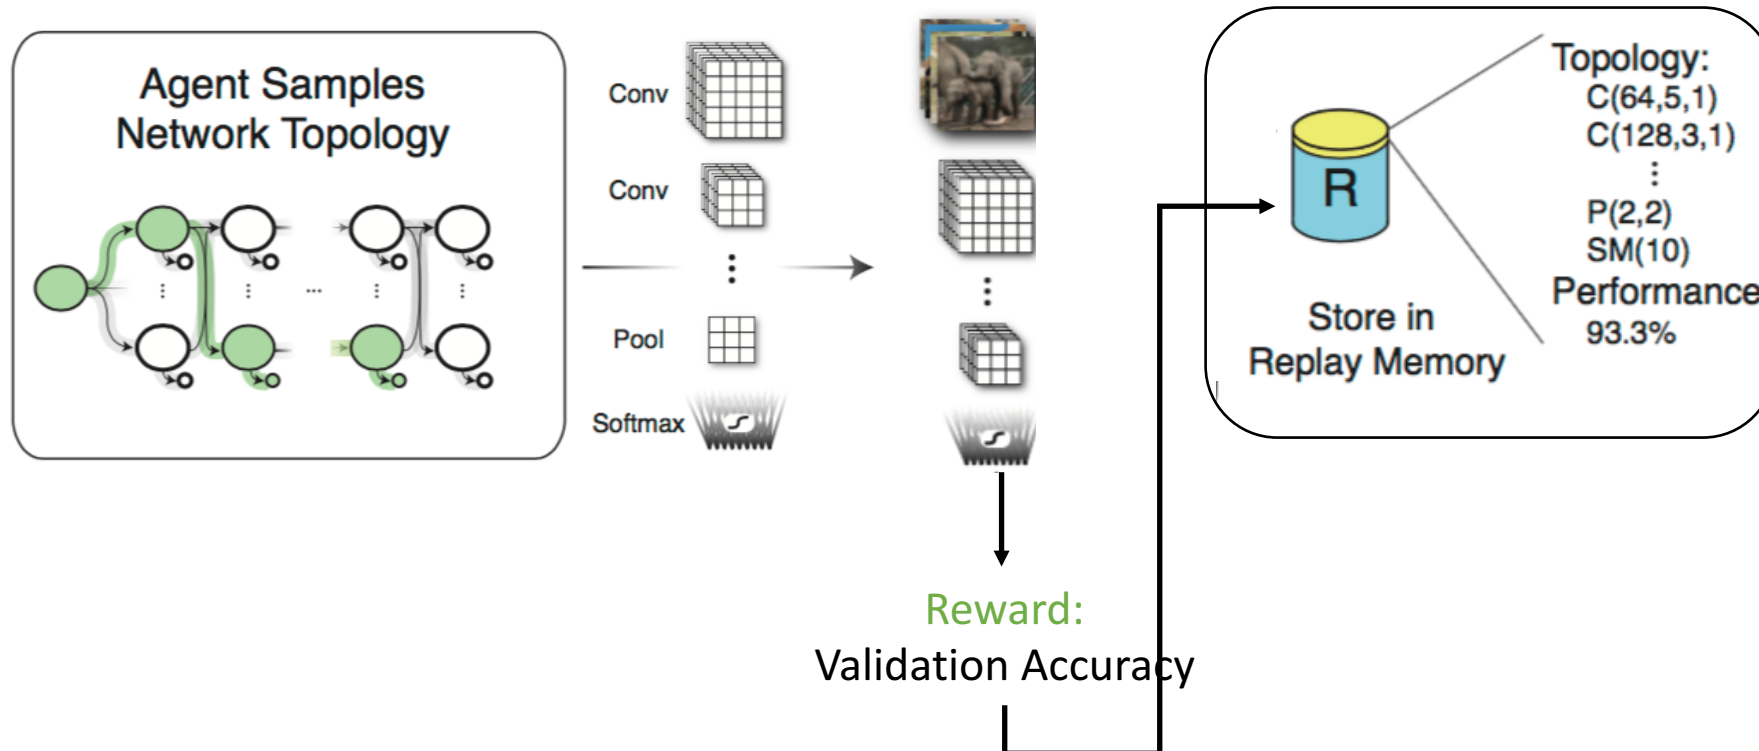 Agent Samples
Network Topology
...
Conv
Conv
Pool
Softmax
Reward:
Validation Accuracy
R
Store in
Replay Memory
Topology:
C(64,5,1)
C(128,3,1)
P(2,2)
SM(10)
Performance
93.3%